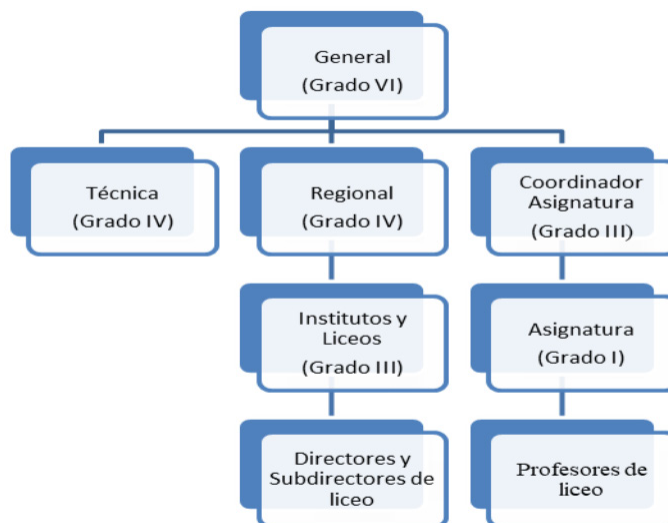 General
(Grado VI)
Técnica
(Grado IV)
Regional
(Grado IV)
Coordinador
Asignatura
(Grado III)
Institutos y
Liceos
(Grado III)
Asignatura
(Grado I)
Directores y
Subdirectores de
liceo
Profesores de
liceo